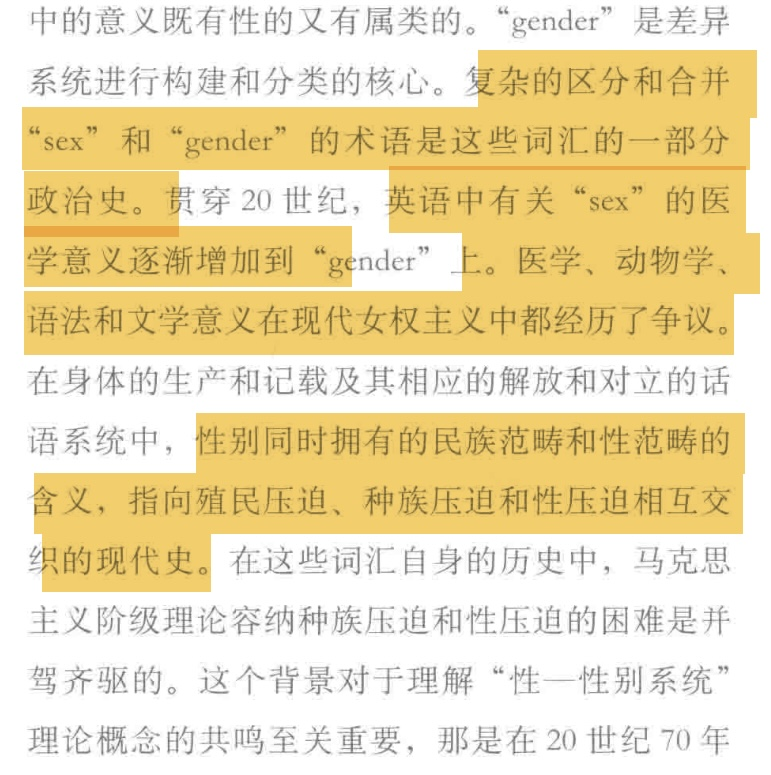 中的意义既有性的又有属类的。“gender”是差异
系统进行构建和分类的核心。复杂的区分和合并
“sex”和“gender”的术语是这些词汇的一部分
政治史。贯穿 20 世纪，英语中有关“sex”的医
学意义逐渐增加到“gender”上。医学、动物学、
语法和文学意义在现代女权主义中都经历了争议。
在身体的生产和记载及其相应的解放和对立的话
语系统中，性别同时拥有的民族范畴和性范畴的
含义，指向殖民压迫、种族压迫和性压迫相互交
织的现代史。在这些词汇自身的历史中，马克思
主义阶级理论容纳种族压迫和性压迫的困难是并
驾齐驱的。这个背景对于理解“性—性别系统”
理论概念的共鸣至关重要，那是在 20 世纪 70 年